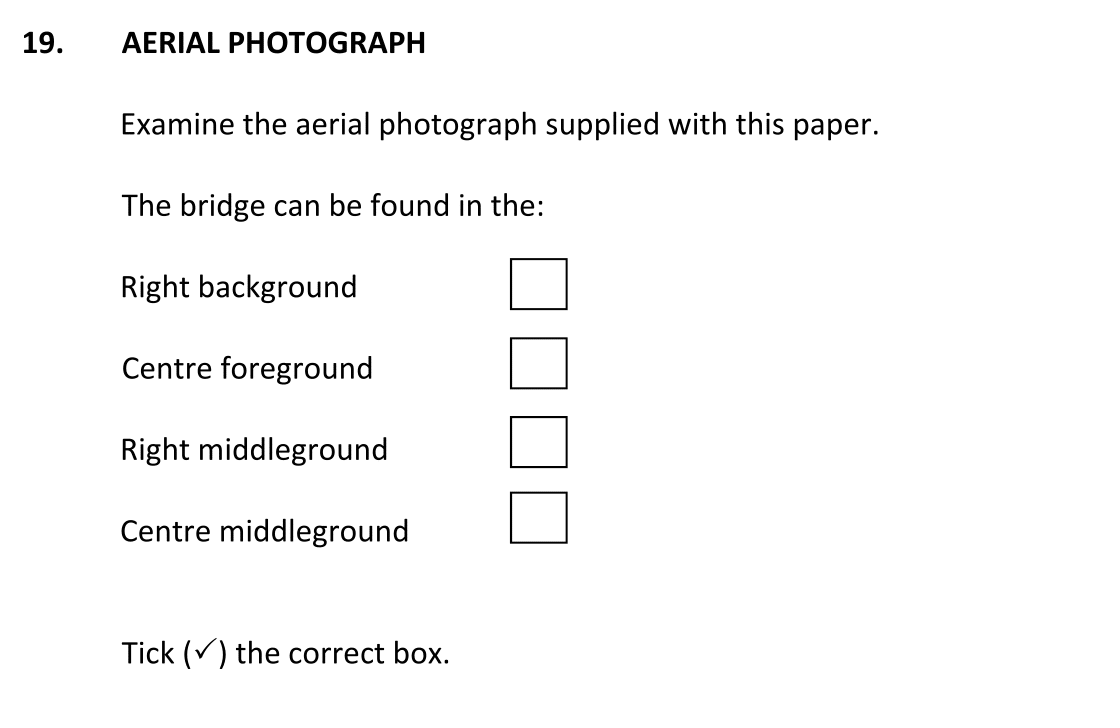 19. AERIAL PHOTOGRAPH
Examine the aerial photograph supplied with this paper.
The bridge can be found in the:
Right background
Centre foreground
Right middleground
Centre middleground
Tick (✓) the correct box.